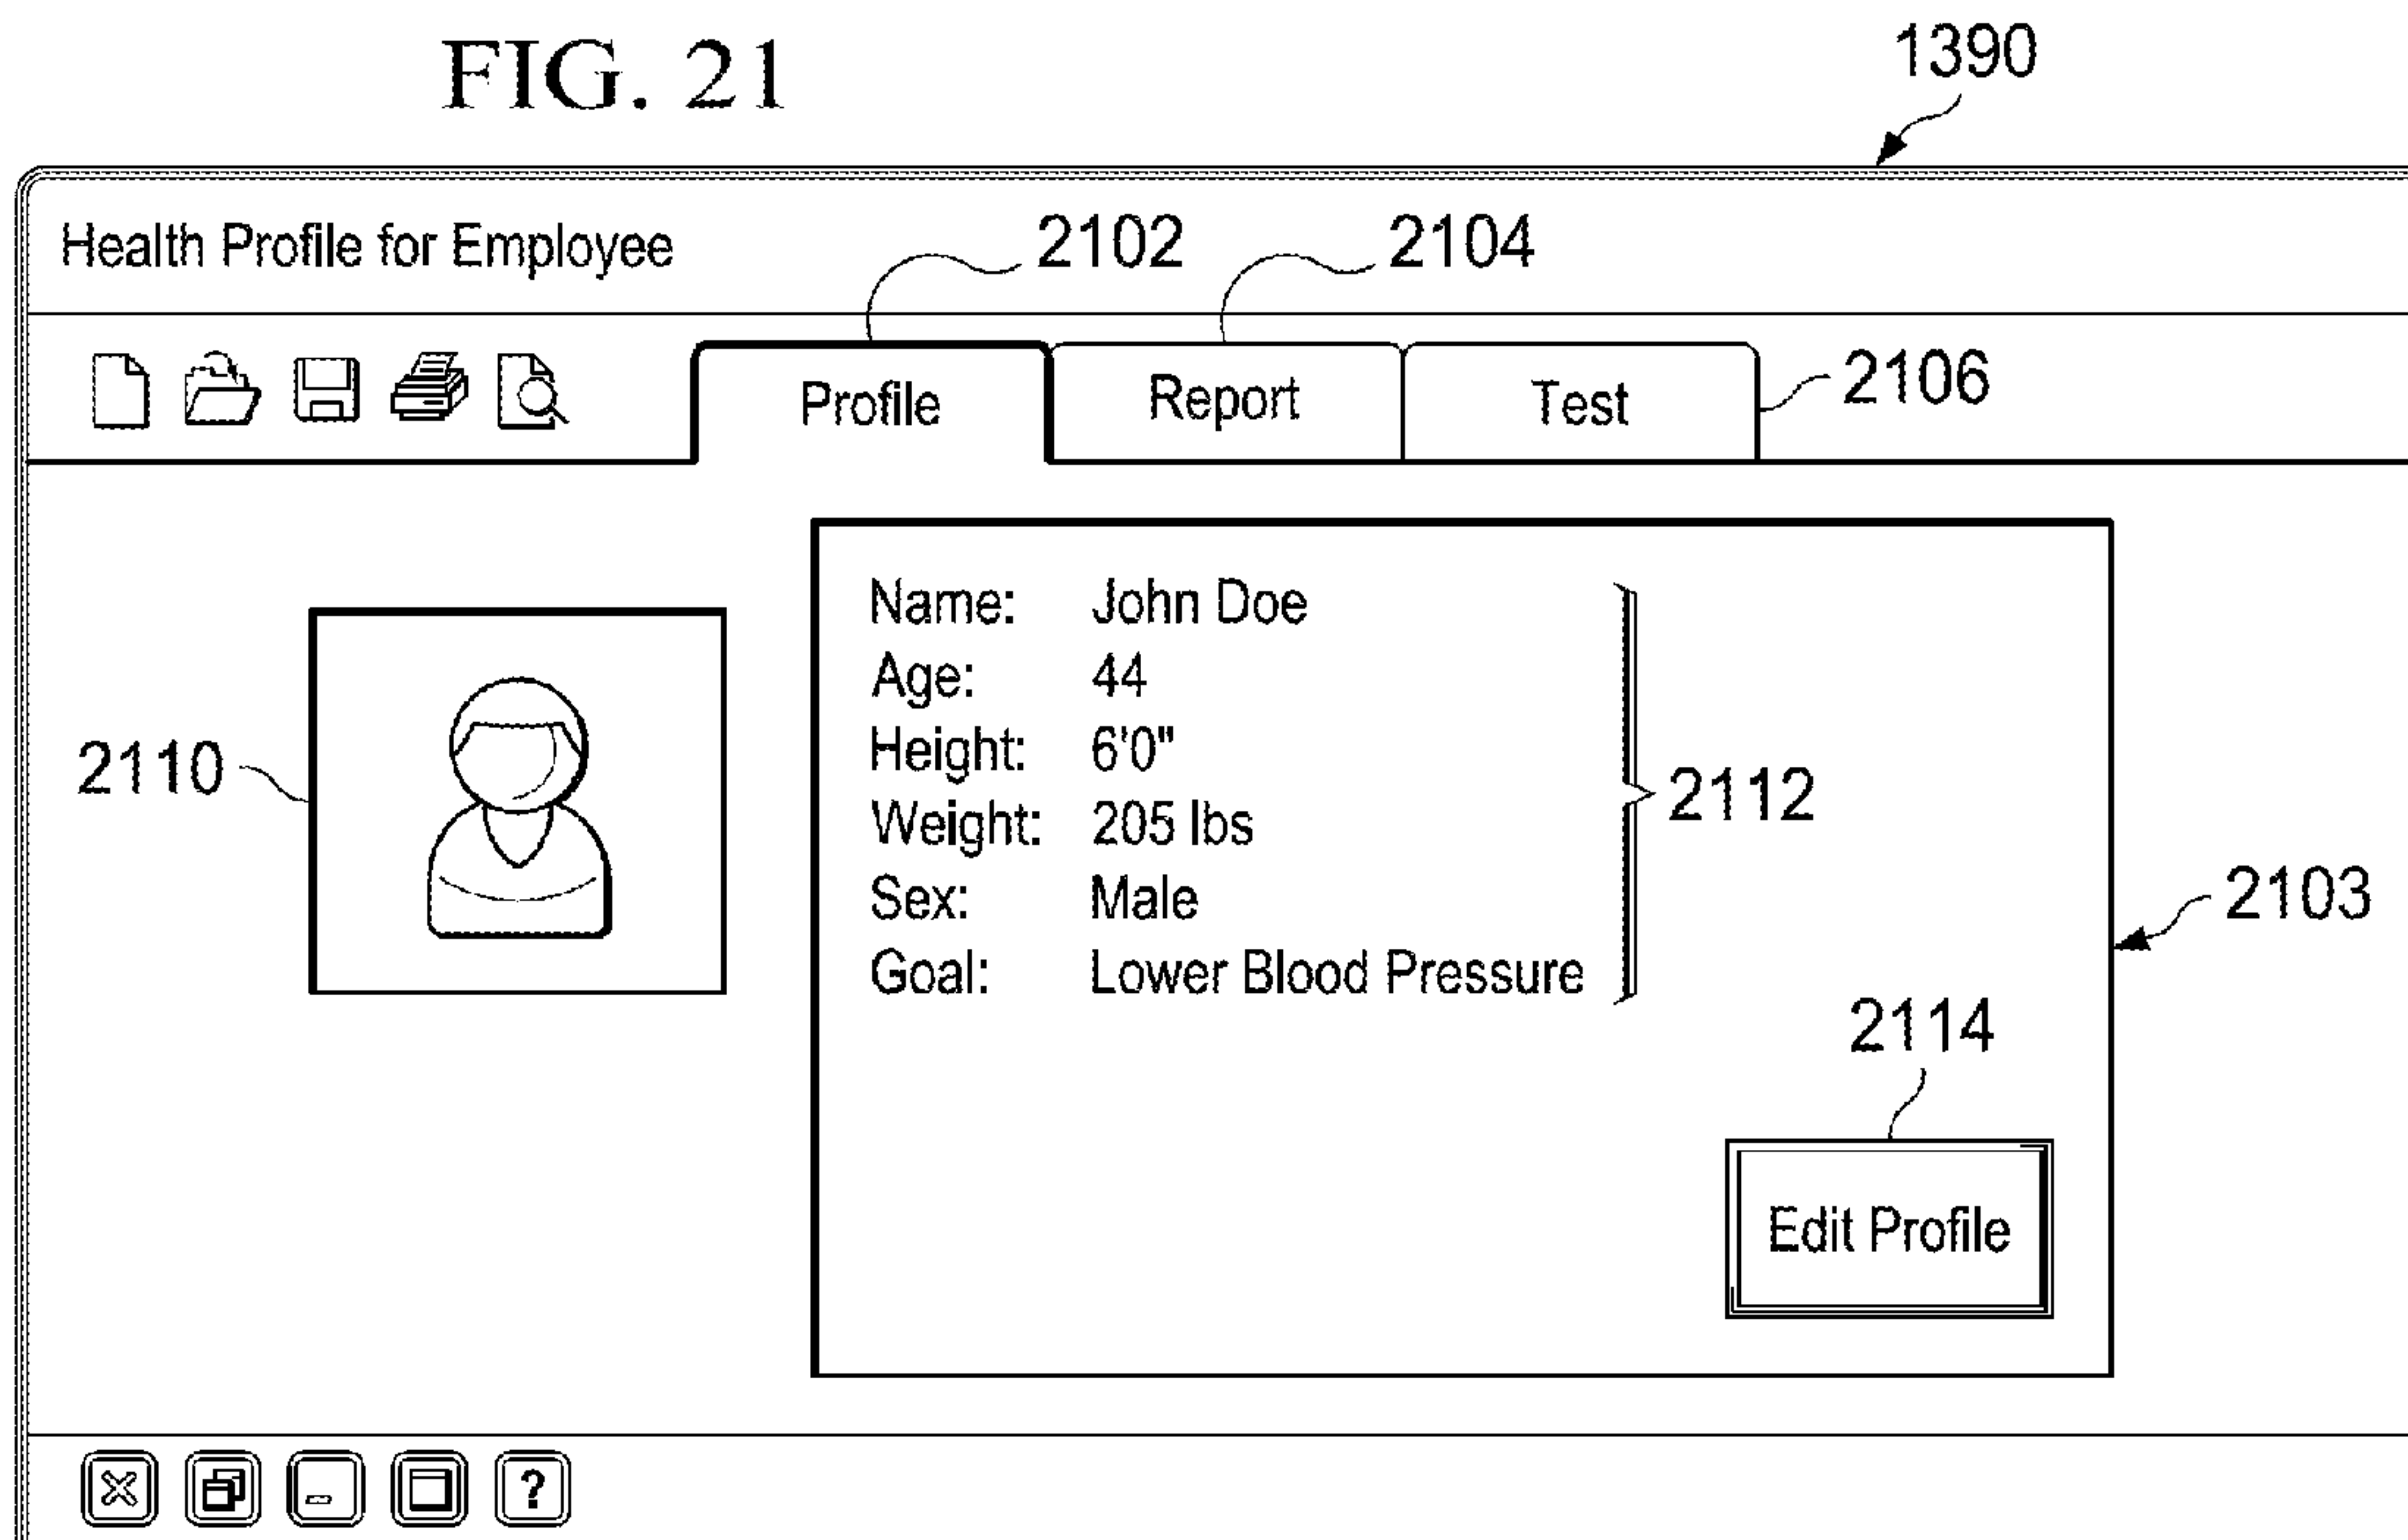 FIG. 21
1390
Health Profile for Employee
2102
2104
Profile
Report
Test
2106
Name: John Doe
Age: 44
Height: 6'0"
Weight: 205 lbs
Sex: Male
Goal: Lower Blood Pressure
2110
2112
2103
2114
Edit Profile
?